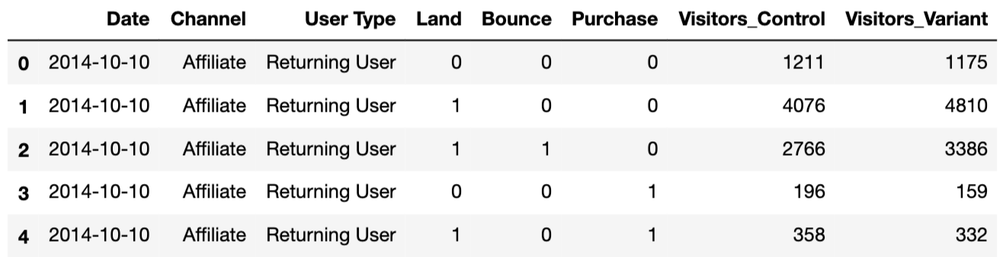 Date Channel User Type Land Bounce Purchase Visitors_Control Visitors_Variant
0 2014-10-10 Affiliate Returning User 0 0 0 1211 1175
1 2014-10-10 Affiliate Returning User 1 0 0 4076 4810
2 2014-10-10 Affiliate Returning User 1 1 0 2766 3386
3 2014-10-10 Affiliate Returning User 0 0 1 196 159
4 2014-10-10 Affiliate Returning User 1 0 1 358 332